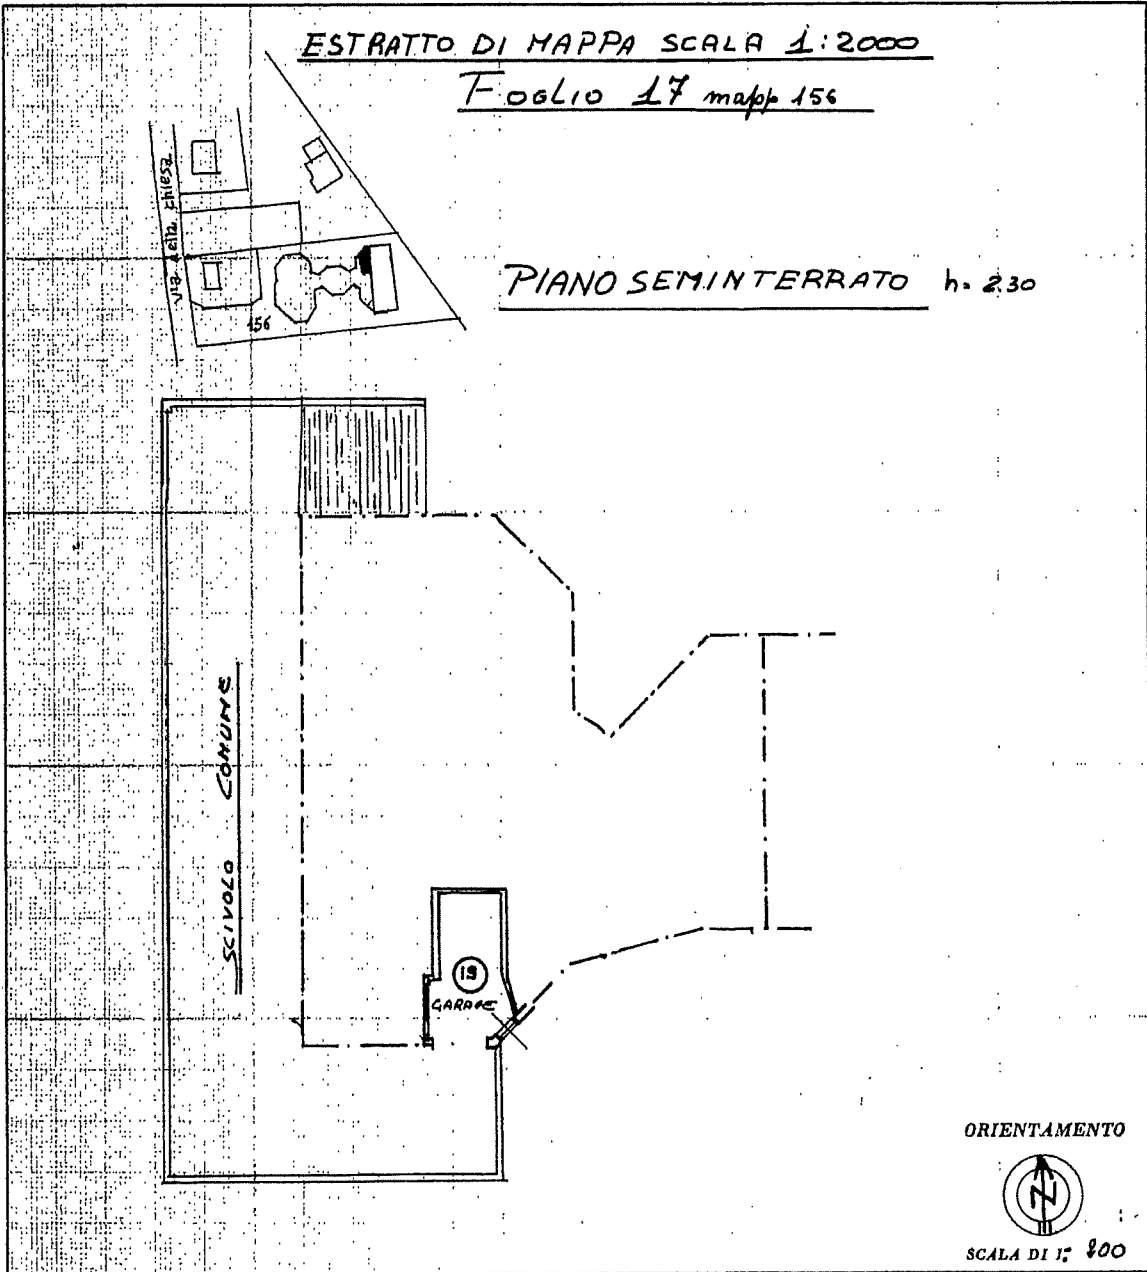 ESTRATTO DI MAPPA SCALA 1:2000
FOGLIO 17 mapp 156
via della chiesa
156
PIANO SEMINTERRATO h. 2.30
SCIVOLO COMUNE
19
GARAGE
ORIENTAMENTO
N
SCALA DI 1: 200